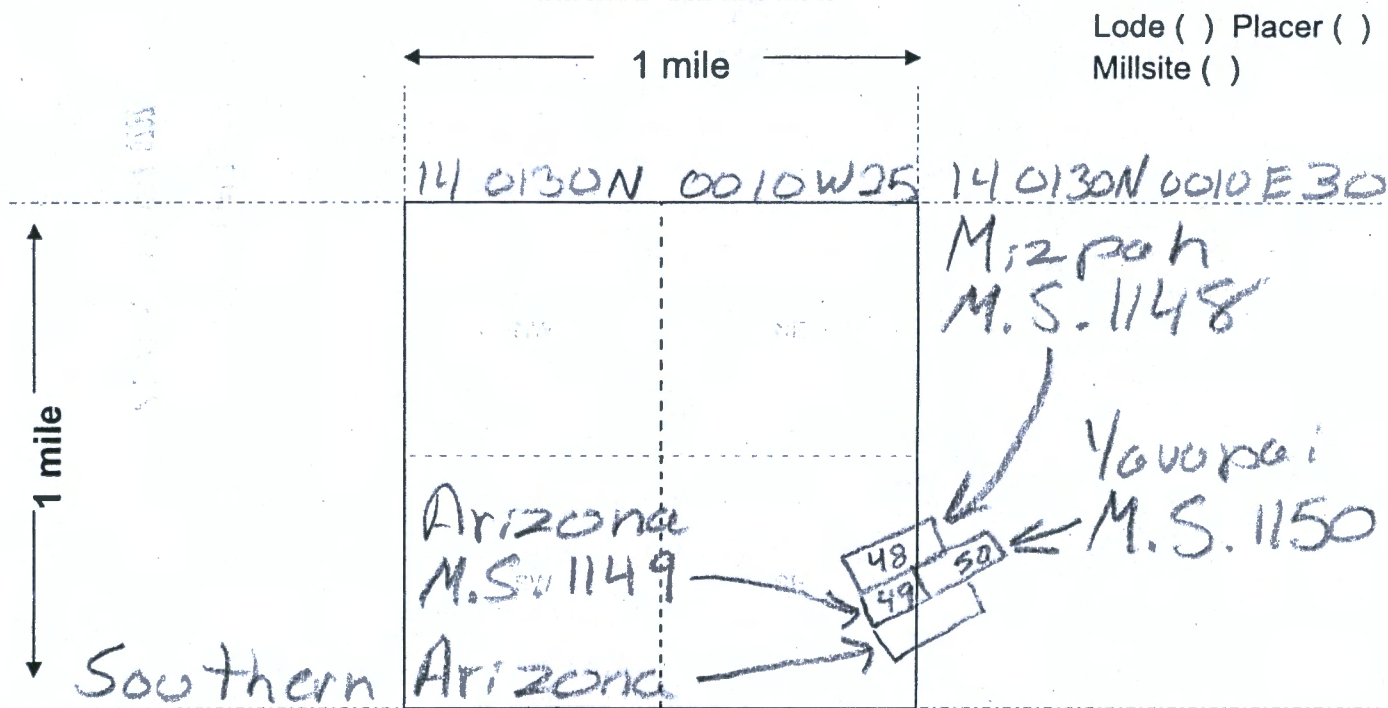 Lode ( ) Placer ( )
Millsite ( )
1 mile
14 0130N 0010W25
14 0130N 0010E30
Mizpah
M.S. 1148
1 mile
Yavapai
M.S. 1150
Arizona
M.S. 1149
48
50
49
Southern Arizona